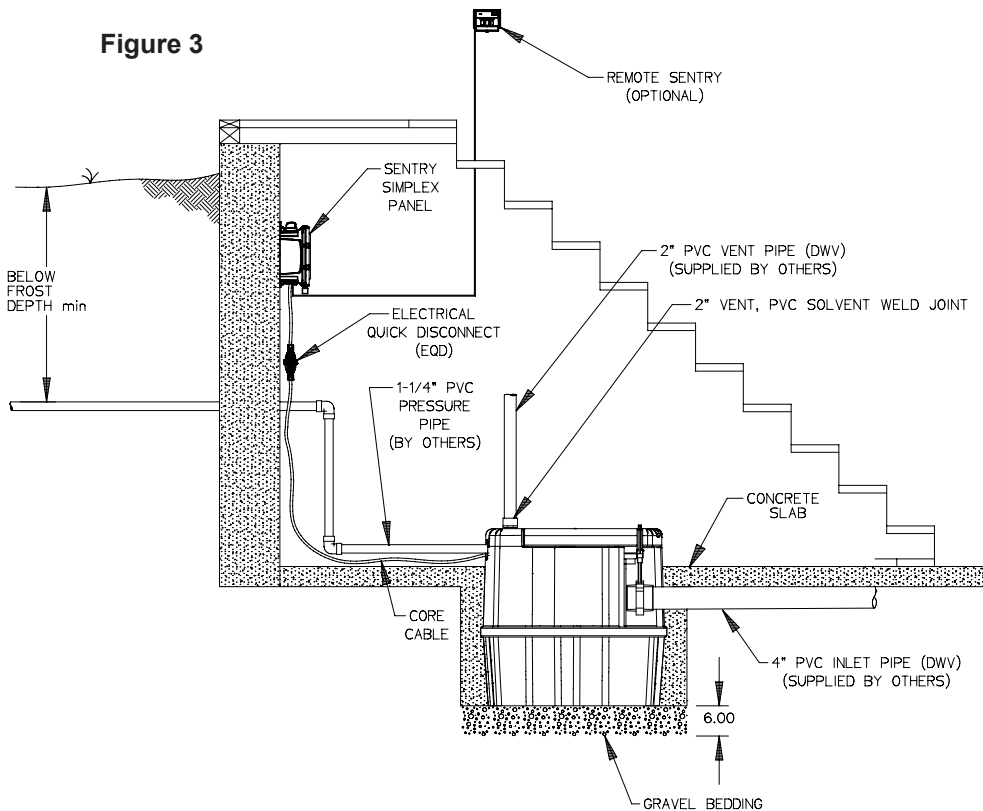 Figure 3
REMOTE SENTRY
(OPTIONAL)
SENTRY
SIMPLEX
PANEL
2" PVC VENT PIPE (DWV)
(SUPPLIED BY OTHERS)
BELOW
FROST
DEPTH min
2" VENT, PVC SOLVENT WELD JOINT
ELECTRICAL
QUICK DISCONNECT
(EQD)
1-1/4" PVC
PRESSURE
PIPE
(BY OTHERS)
CONCRETE
SLAB
CORE
CABLE
4" PVC INLET PIPE (DWV)
(SUPPLIED BY OTHERS)
6.00
GRAVEL BEDDING